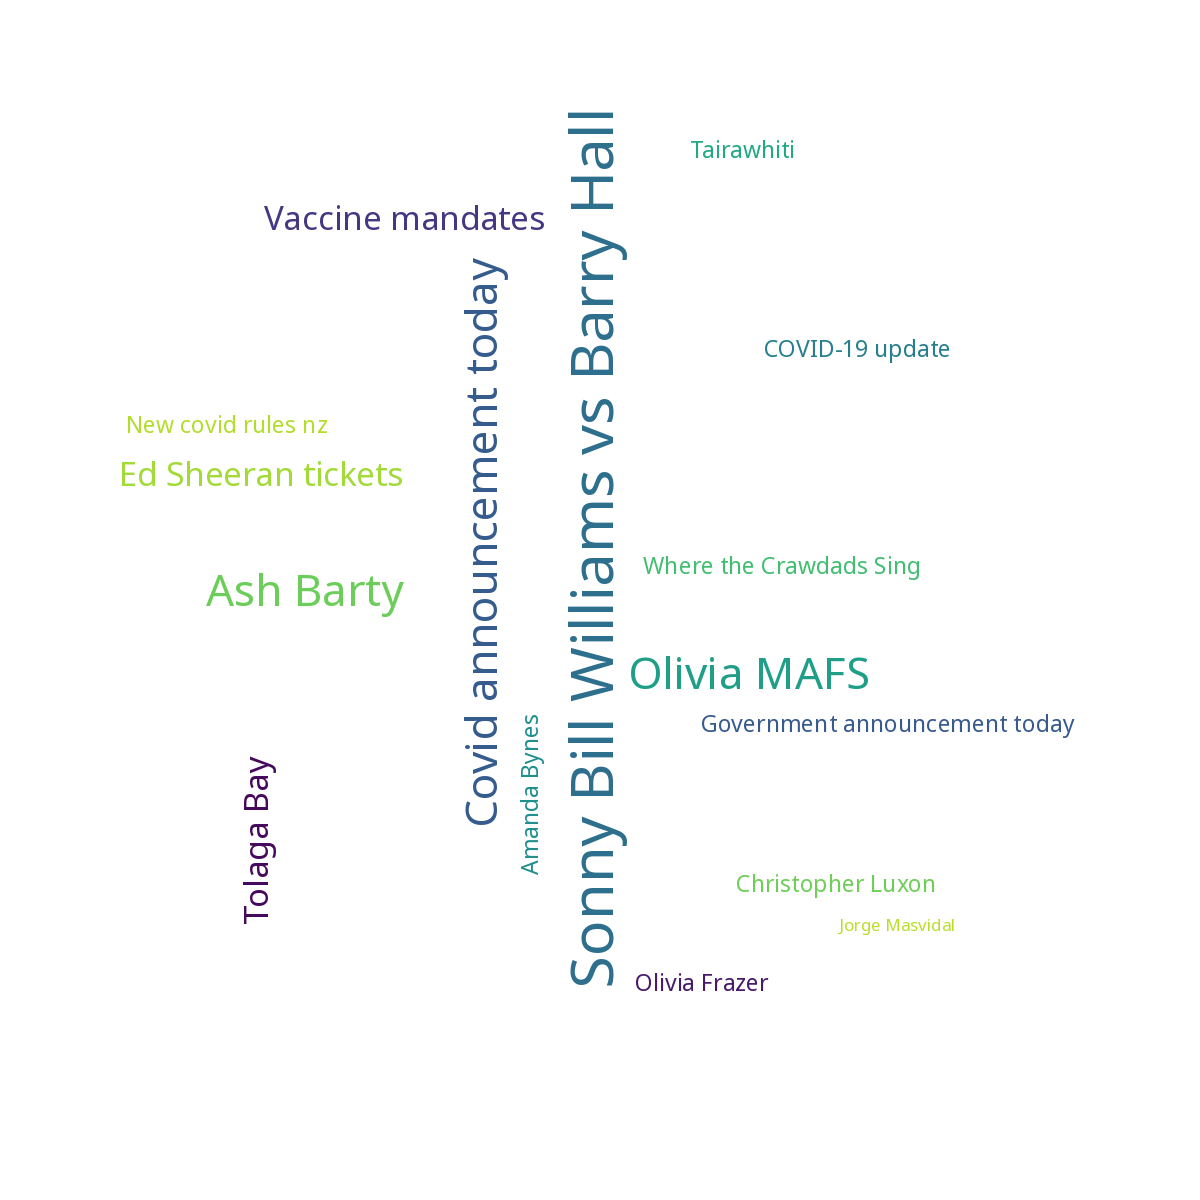 Tairawhiti
Vaccine mandates
Sonny Bill Williams vs Barry Hall
Covid announcement today
COVID-19 update
New covid rules nz
Ed Sheeran tickets
Where the Crawdads Sing
Ash Barty
Olivia MAFS
Government announcement today
Amanda Bynes
Tolaga Bay
Christopher Luxon
Jorge Masvidal
Olivia Frazer